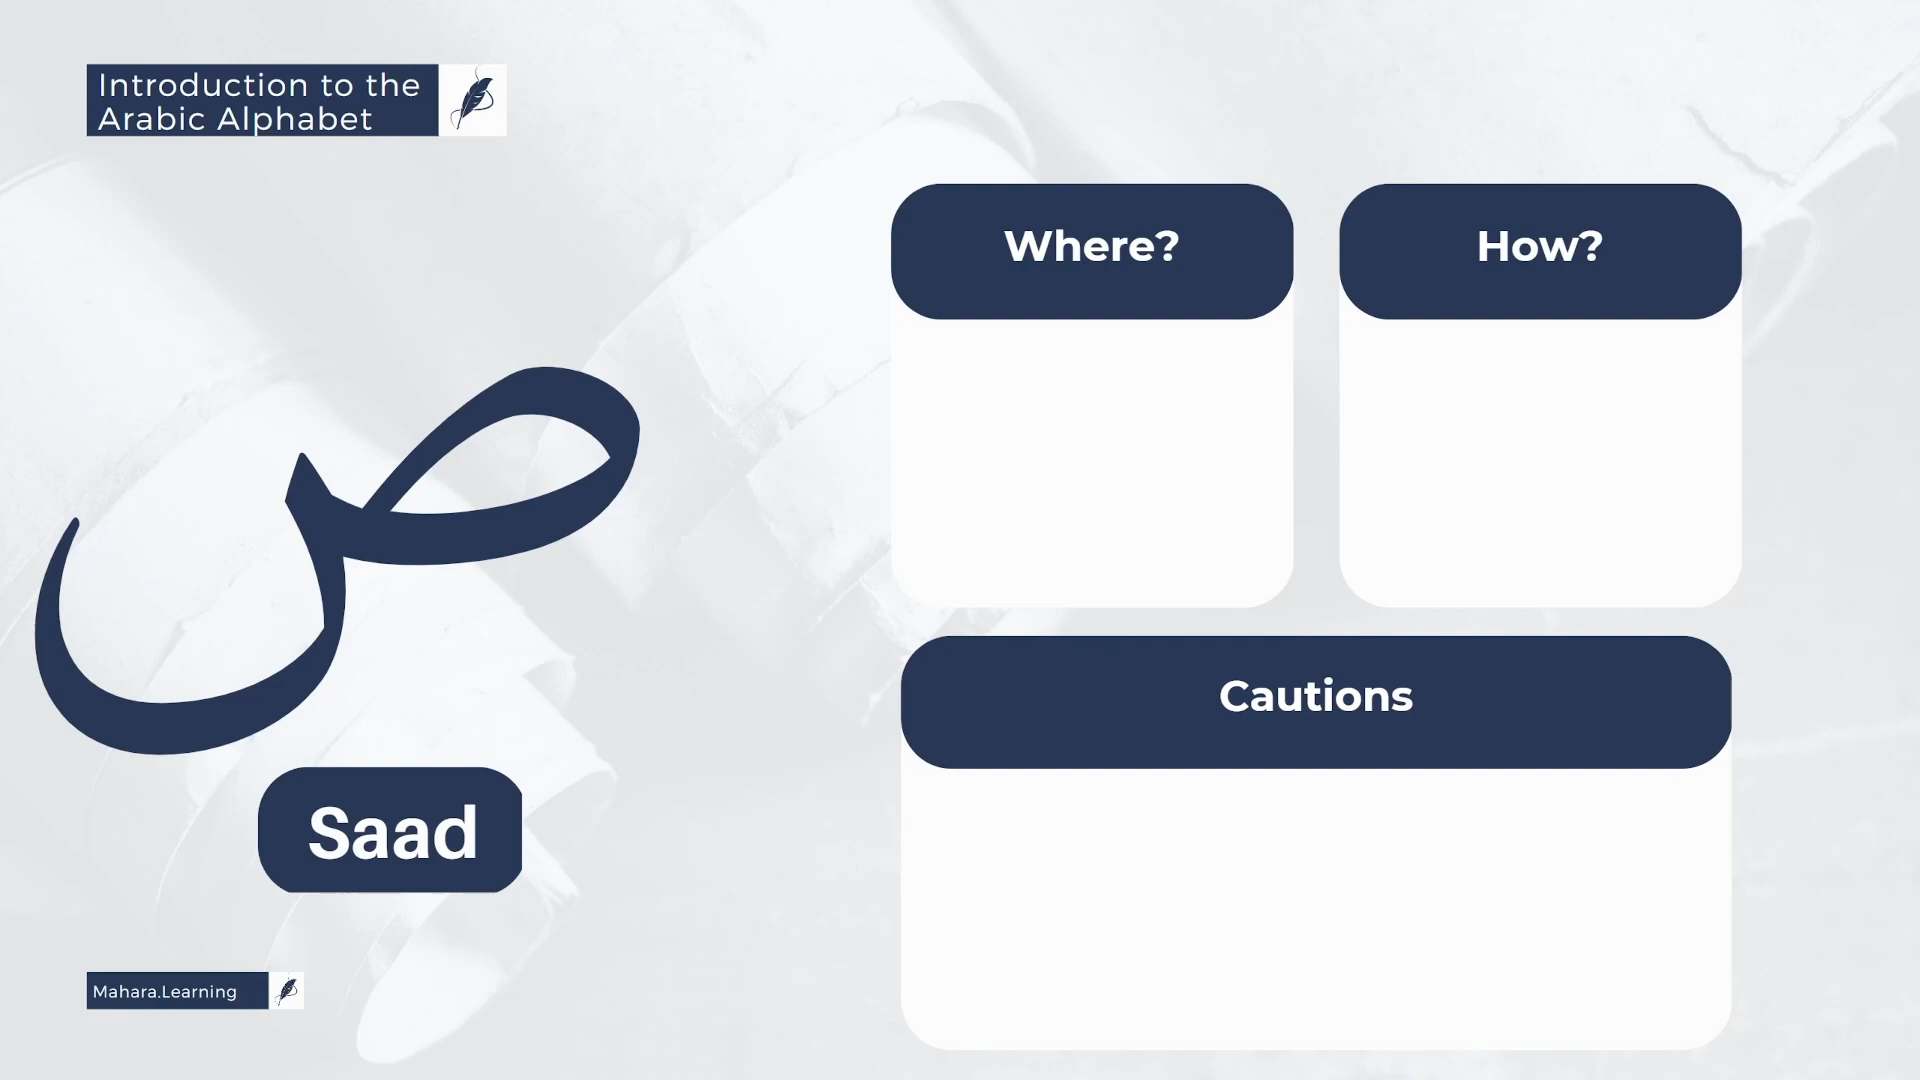 Introduction to the
Arabic Alphabet
ص
Saad
Where?
How?
Cautions
Mahara.Learning